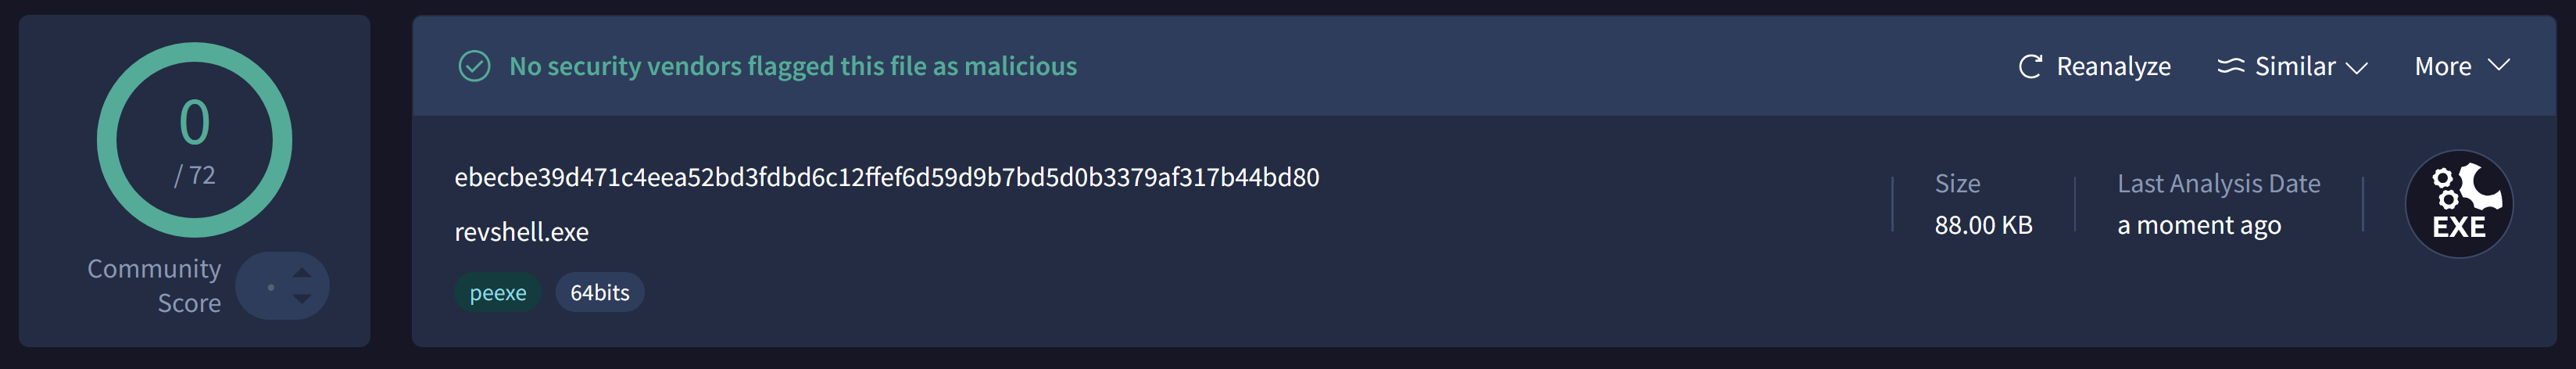 0
/ 72
Community
Score
No security vendors flagged this file as malicious
Reanalyze
Similar
More
ebecbe39d471c4eea52bd3fdbd6c12ffef6d59d9b7bd5d0b3379af317b44bd80
revshell.exe
peexe
64bits
Size
88.00 KB
Last Analysis Date
a moment ago
EXE